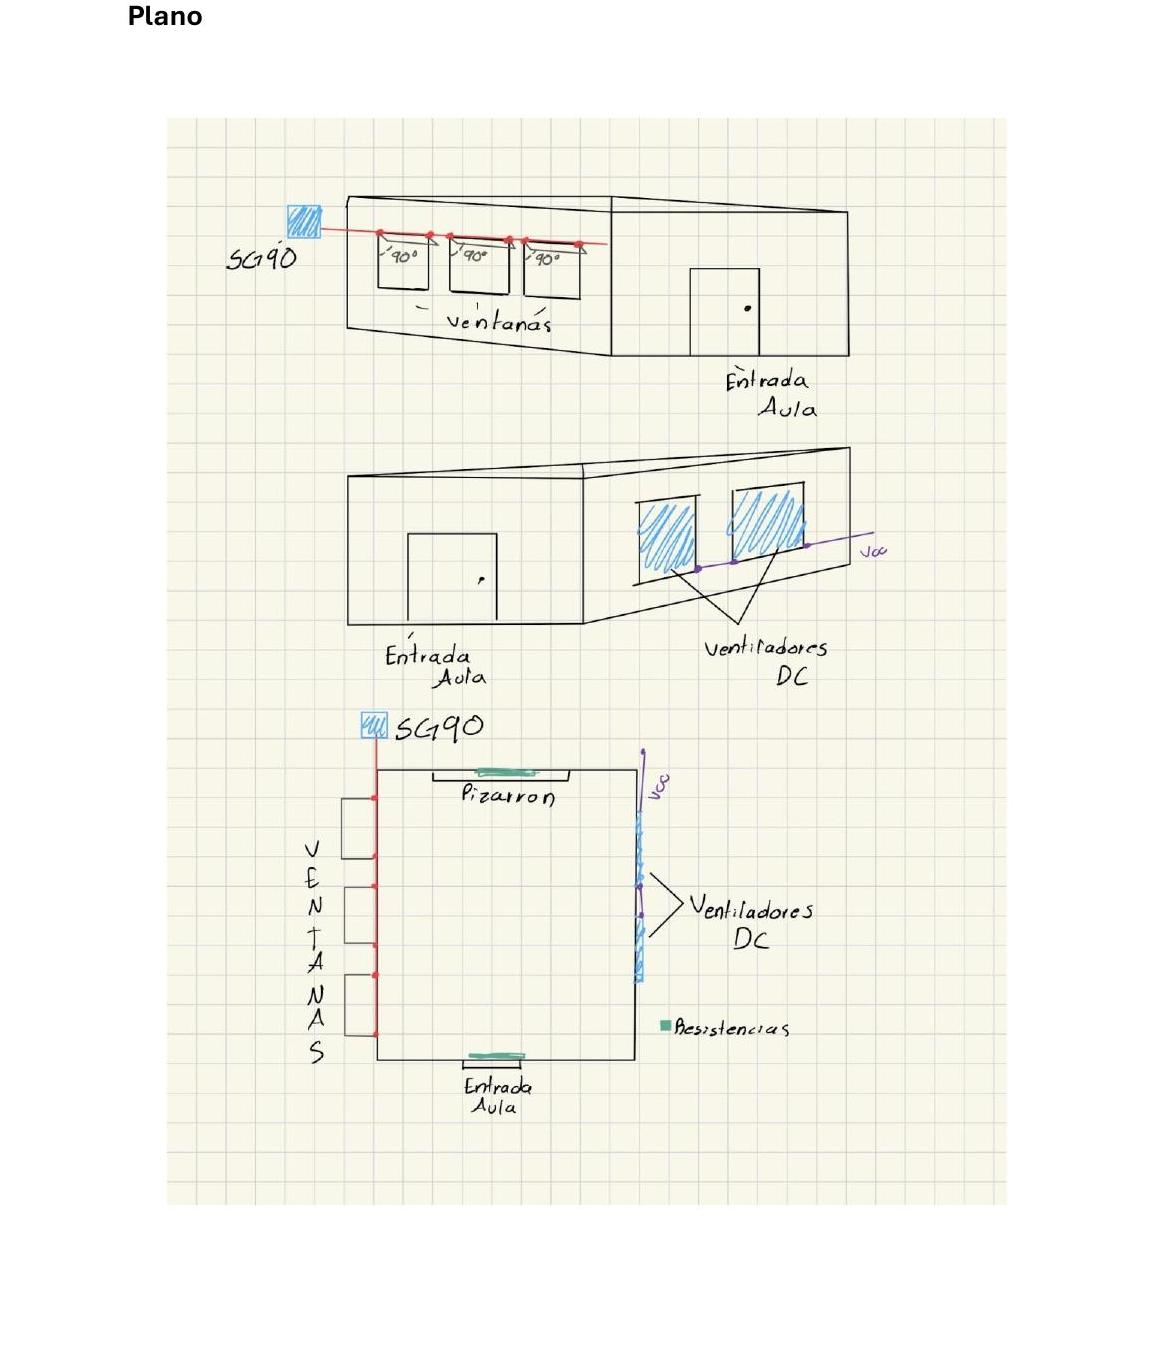 Plano
SG90
90° 90° 90°
ventanas
Entrada
Aula
Vcc
Entrada
Aula
Ventiladores
DC
SG90
Pizarron
Vcc
VENTANAS
Ventiladores
DC
Resistencias
Entrada
Aula